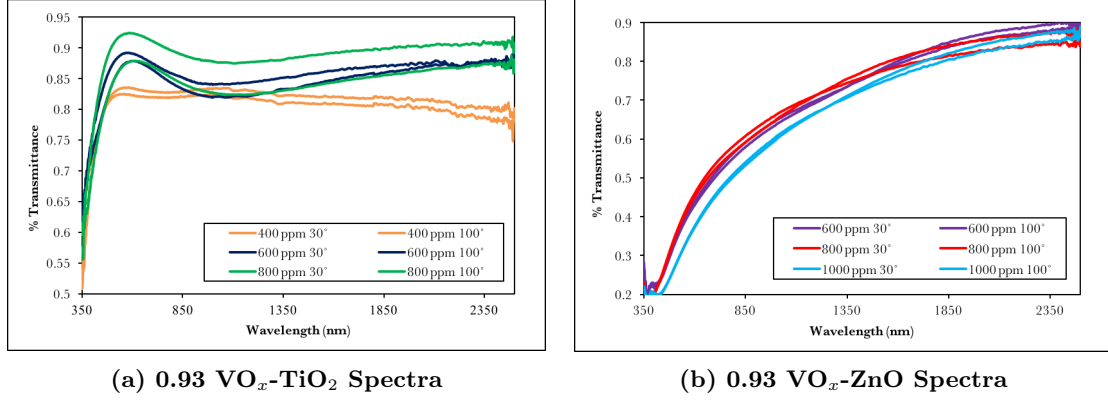 0.95
0.9
0.85
0.8
0.75
0.7
0.65
0.6
0.55
0.5
% Transmittance
400 ppm 30° 400 ppm 100°
600 ppm 30° 600 ppm 100°
800 ppm 30° 800 ppm 100°
350 850 1350 1850 2350
Wavelength (nm)
(a) 0.93 VOₓ-TiO₂ Spectra
0.9
0.8
0.7
0.6
0.5
0.4
0.3
0.2
% Transmittance
600 ppm 30° 600 ppm 100°
800 ppm 30° 800 ppm 100°
1000 ppm 30° 1000 ppm 100°
350 850 1350 1850 2350
Wavelength (nm)
(b) 0.93 VOₓ-ZnO Spectra